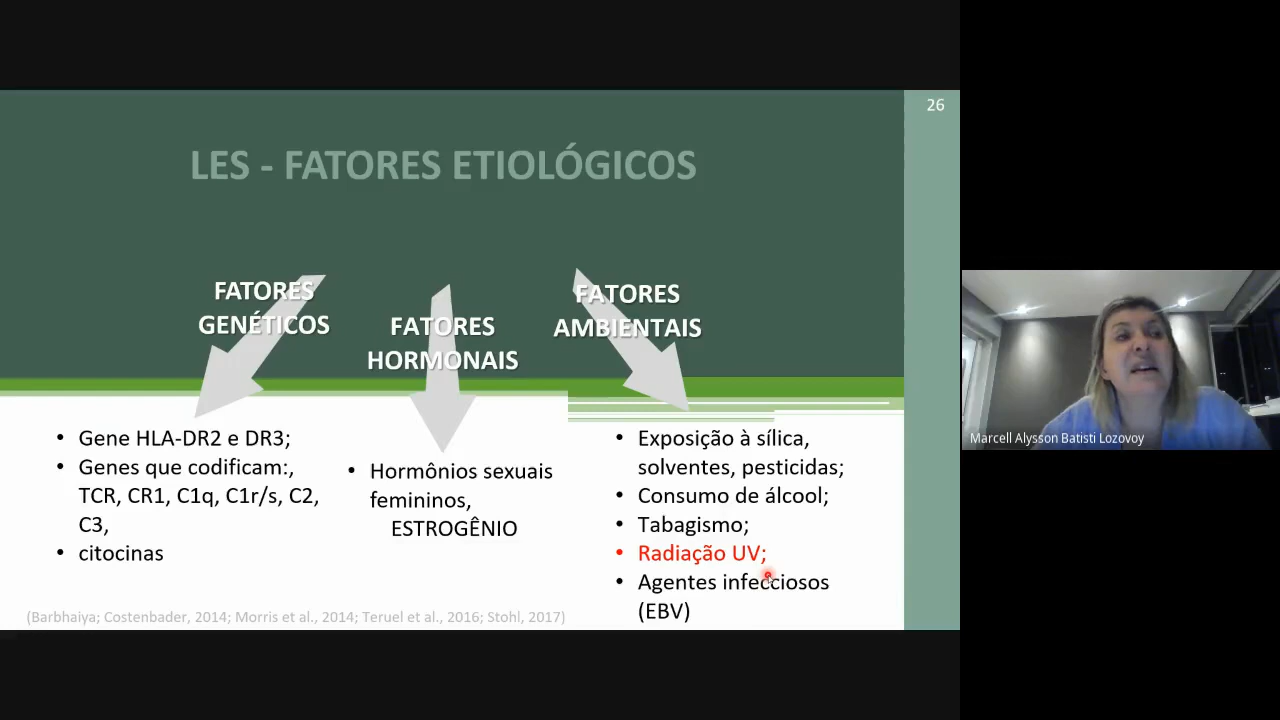 26
LES - FATORES ETIOLÓGICOS
FATORES
GENÉTICOS
FATORES
HORMONAIS
FATORES
AMBIENTAIS
• Gene HLA-DR2 e DR3;
• Genes que codificam:,
TCR, CR1, C1q, C1r/s, C2,
C3,
• citocinas
• Hormônios sexuais
femininos,
ESTROGÊNIO
• Exposição à sílica,
solventes, pesticidas;
• Consumo de álcool;
• Tabagismo;
• Radiação UV;
• Agentes infecciosos
(EBV)
(Barbhaiya; Costenbader, 2014; Morris et al., 2014; Teruel et al., 2016; Stohl, 2017)
Marcell Alysson Batisti Lozovoy